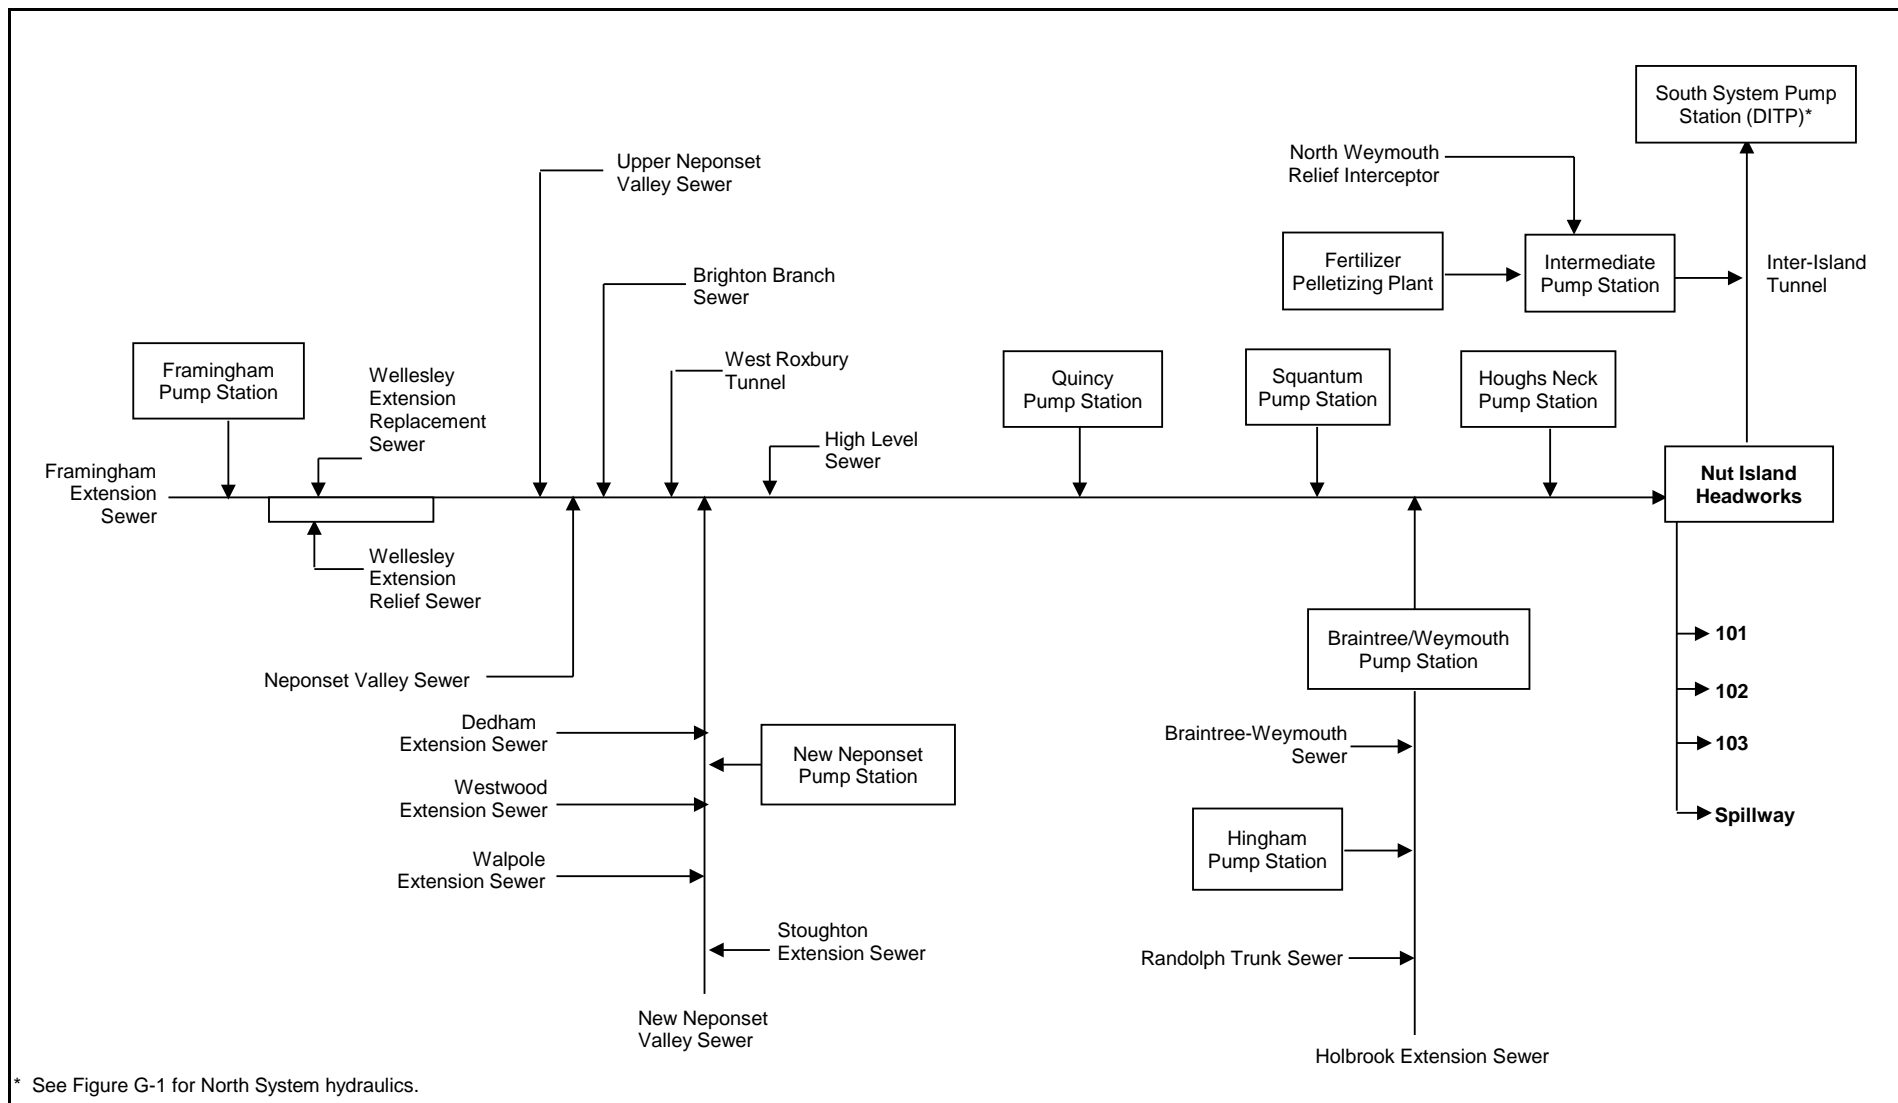 South System Pump
Station (DITP)*
North Weymouth
Relief Interceptor
Upper Neponset
Valley Sewer
Fertilizer
Pelletizing Plant
Intermediate
Pump Station
Inter-Island
Tunnel
Brighton Branch
Sewer
Framingham
Pump Station
Wellesley
Extension
Replacement
Sewer
West Roxbury
Tunnel
Quincy
Pump Station
Squantum
Pump Station
Houghs Neck
Pump Station
High Level
Sewer
Framingham
Extension
Sewer
Nut Island
Headworks
Wellesley
Extension
Relief Sewer
Neponset Valley Sewer
Braintree/Weymouth
Pump Station
101
102
103
Spillway
Dedham
Extension Sewer
New Neponset
Pump Station
Westwood
Extension Sewer
Walpole
Extension Sewer
Stoughton
Extension Sewer
New Neponset
Valley Sewer
Braintree-Weymouth
Sewer
Hingham
Pump Station
Randolph Trunk Sewer
Holbrook Extension Sewer
* See Figure G-1 for North System hydraulics.